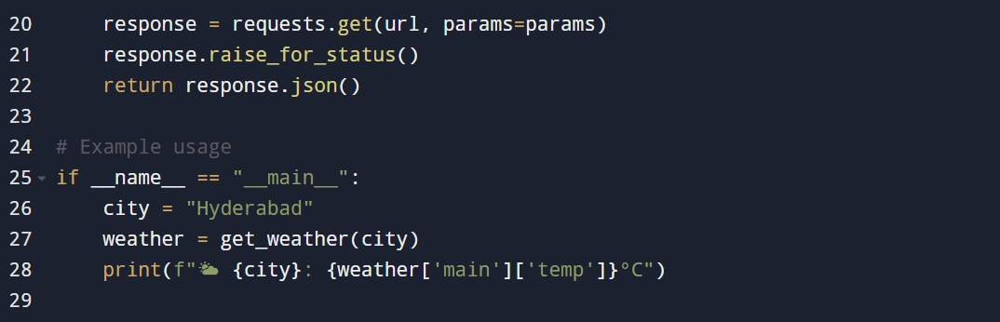 20      response = requests.get(url, params=params)
21      response.raise_for_status()
22      return response.json()
23
24  # Example usage
25  if __name__ == "__main__":
26      city = "Hyderabad"
27      weather = get_weather(city)
28      print(f"🌥 {city}: {weather['main']['temp']}°C")
29